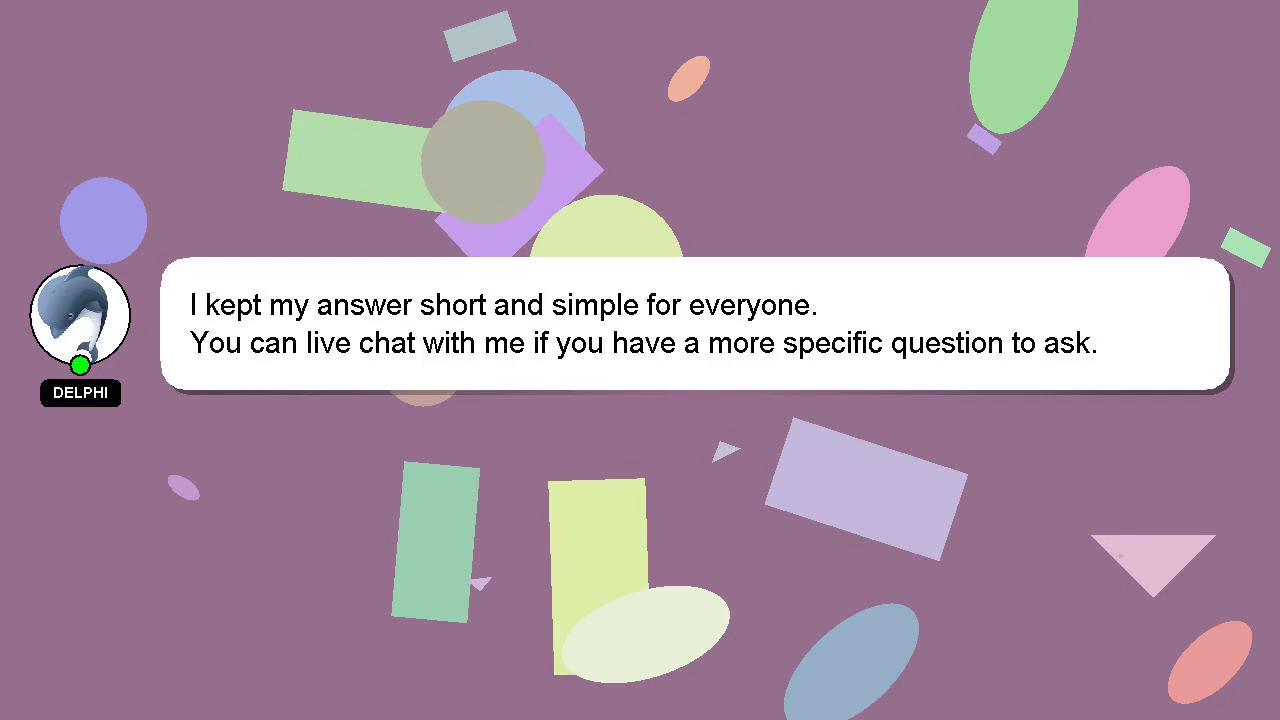 I kept my answer short and simple for everyone.
You can live chat with me if you have a more specific question to ask.
DELPHI